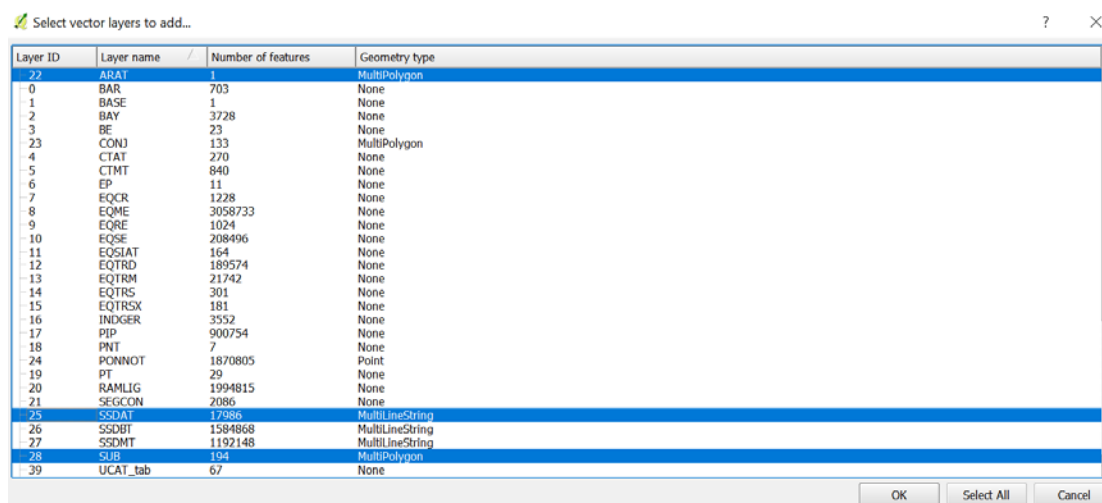 Select vector layers to add... ? ×
Layer ID Layer name Number of features Geometry type
22 ARAT 1 MultiPolygon
0 BAR 703 None
1 BASE 1 None
2 BAY 3728 None
3 BE 23 None
23 CONJ 133 MultiPolygon
4 CTAT 270 None
5 CTMT 840 None
6 EP 11 None
7 EQCR 1228 None
8 EQME 3058733 None
9 EQRE 1024 None
10 EQSE 208496 None
11 EQSIAT 164 None
12 EQTRD 189574 None
13 EQTRM 21742 None
14 EQTRS 301 None
15 EQTRSX 181 None
16 INDGER 3552 None
17 PIP 900754 None
18 PNT 7 None
24 PONNOT 1870805 Point
19 PT 29 None
20 RAMLIG 1994815 None
21 SEGCON 2086 None
25 SSDAT 17986 MultiLineString
26 SSDBT 1584868 MultiLineString
27 SSDMT 1192148 MultiLineString
28 SUB 194 MultiPolygon
39 UCAT_tab 67 None
OK Select All Cancel